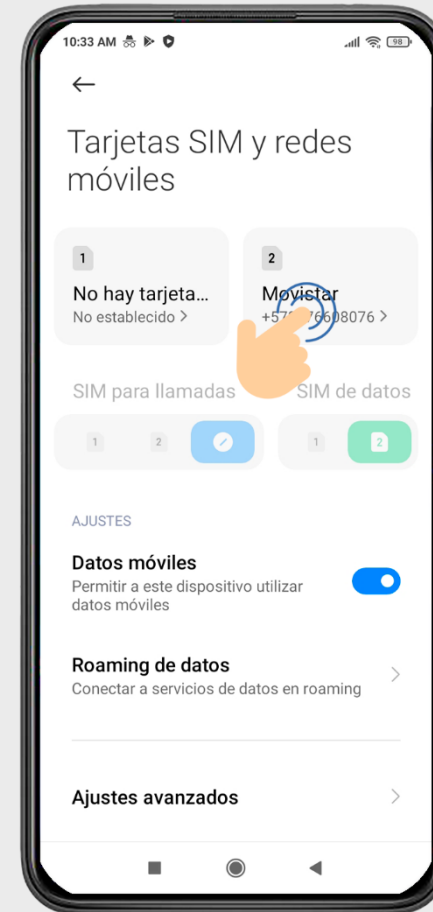 10:33 AM
98
Tarjetas SIM y redes
móviles
1
No hay tarjeta...
No establecido >
2
Movistar
SIM para llamadas
SIM de datos
1
2
1
2
AJUSTES
Datos móviles
Permitir a este dispositivo utilizar
datos móviles
Roaming de datos
Conectar a servicios de datos en roaming
Ajustes avanzados